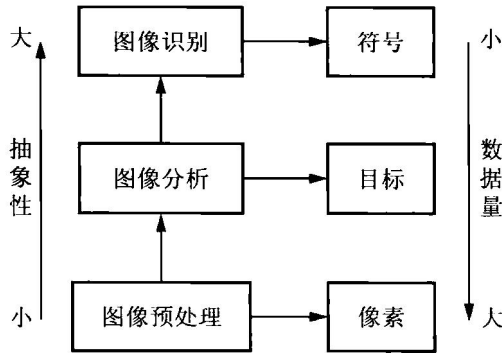 大 图像识别 符号 小
抽象性 图像分析 目标 数据量
小 图像预处理 像素 大